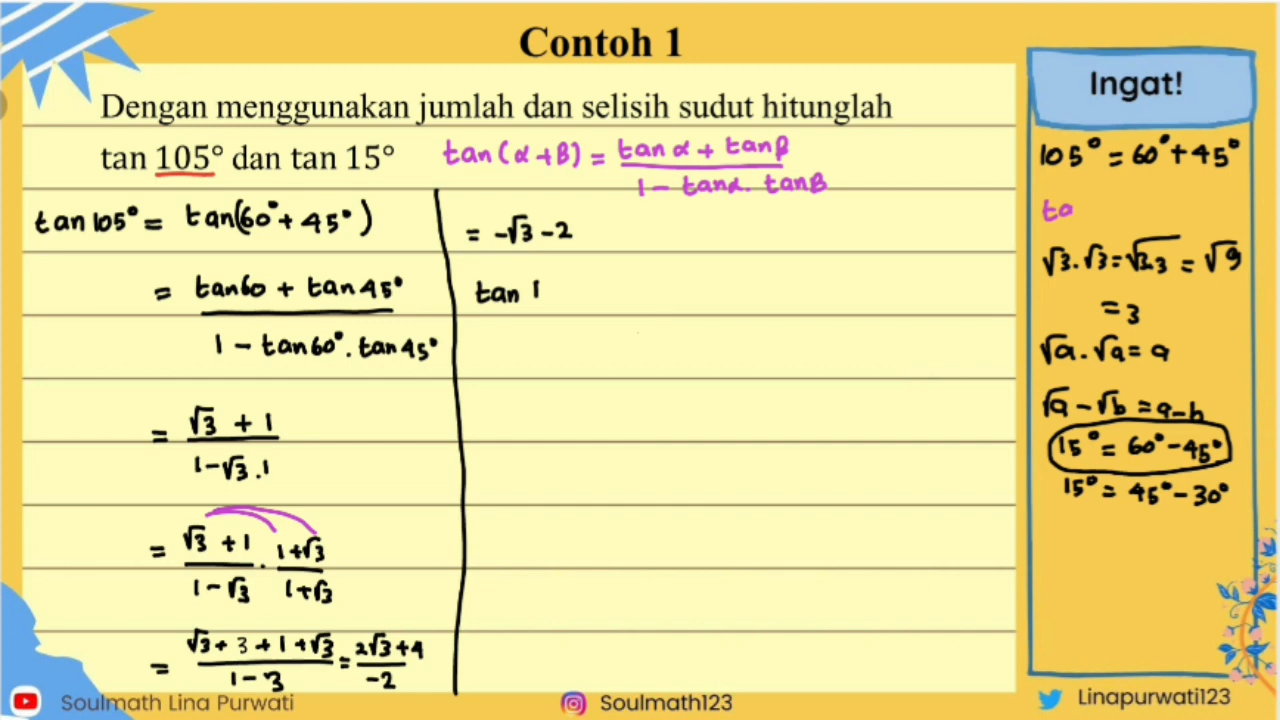 Contoh 1
Dengan menggunakan jumlah dan selisih sudut hitunglah
tan 105° dan tan 15°
tan(α+β) = (tan α + tan β)/(1 - tan α . tan β)
tan 105° = tan(60° + 45°)
= (tan 60 + tan 45°)/(1 - tan 60° . tan 45°)
= (√3 + 1)/(1 - √3 . 1)
= (√3 + 1)/(1 - √3) . (1 + √3)/(1 + √3)
= (√3 + 3 + 1 + √3)/(1 - 3) = (2√3 + 4)/-2
= -√3 - 2
tan 1
Ingat!
105° = 60° + 45°
ta
√3 . √3 = √3.3 = √9
= 3
√a . √a = a
√a - √b = a - b
15° = 60° - 45°
15° = 45° - 30°
Soulmath Lina Purwati
Soulmath123
Linapurwati123